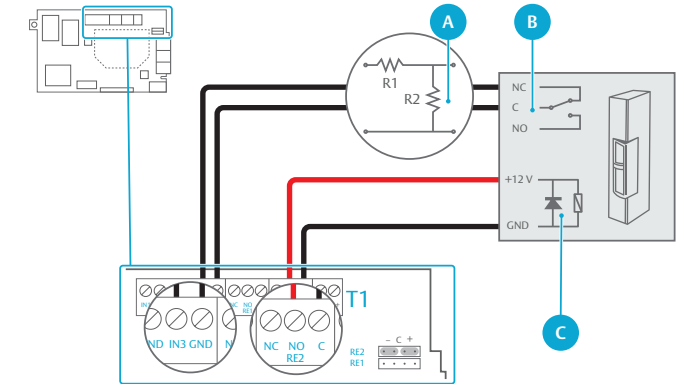 A
B
R1
R2
NC
C
NO
+12 V
GND
C
T1
IN3
NC
NO
RE1
ND IN3 GND
N
NC NO C
RE2
- C +
RE2
RE1